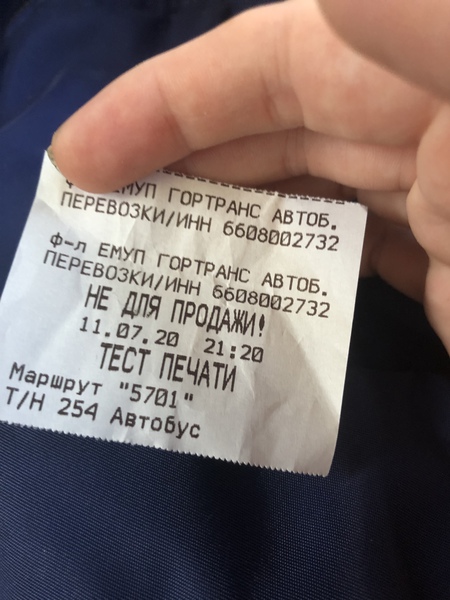 ЕМУП ГОРТРАНС АВТОБ.
ПЕРЕВОЗКИ/ИНН 6608002732
ф-л ЕМУП ГОРТРАНС АВТОБ.
ПЕРЕВОЗКИ/ИНН 6608002732
НЕ ДЛЯ ПРОДАЖИ!
11.07.20 21:20
ТЕСТ ПЕЧАТИ
Маршрут "5701"
Т/Н 254 Автобус